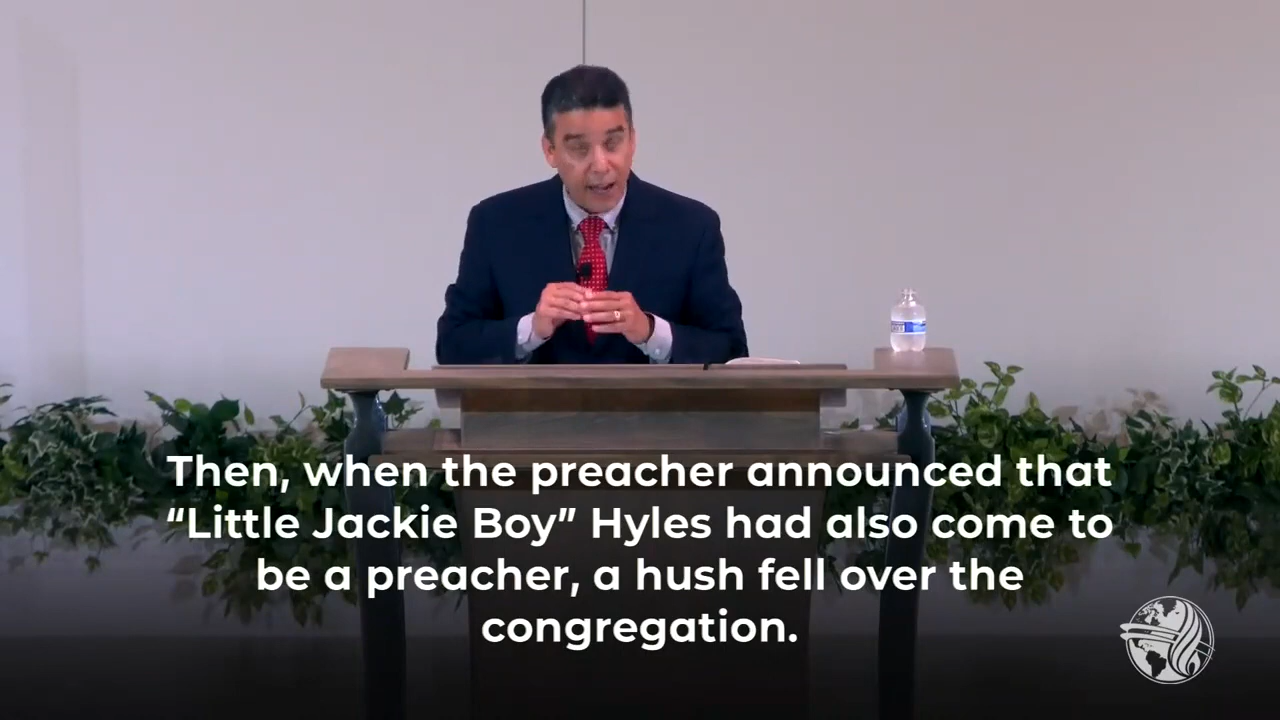 Then, when the preacher announced that
“Little Jackie Boy” Hyles had also come to
be a preacher, a hush fell over the
congregation.